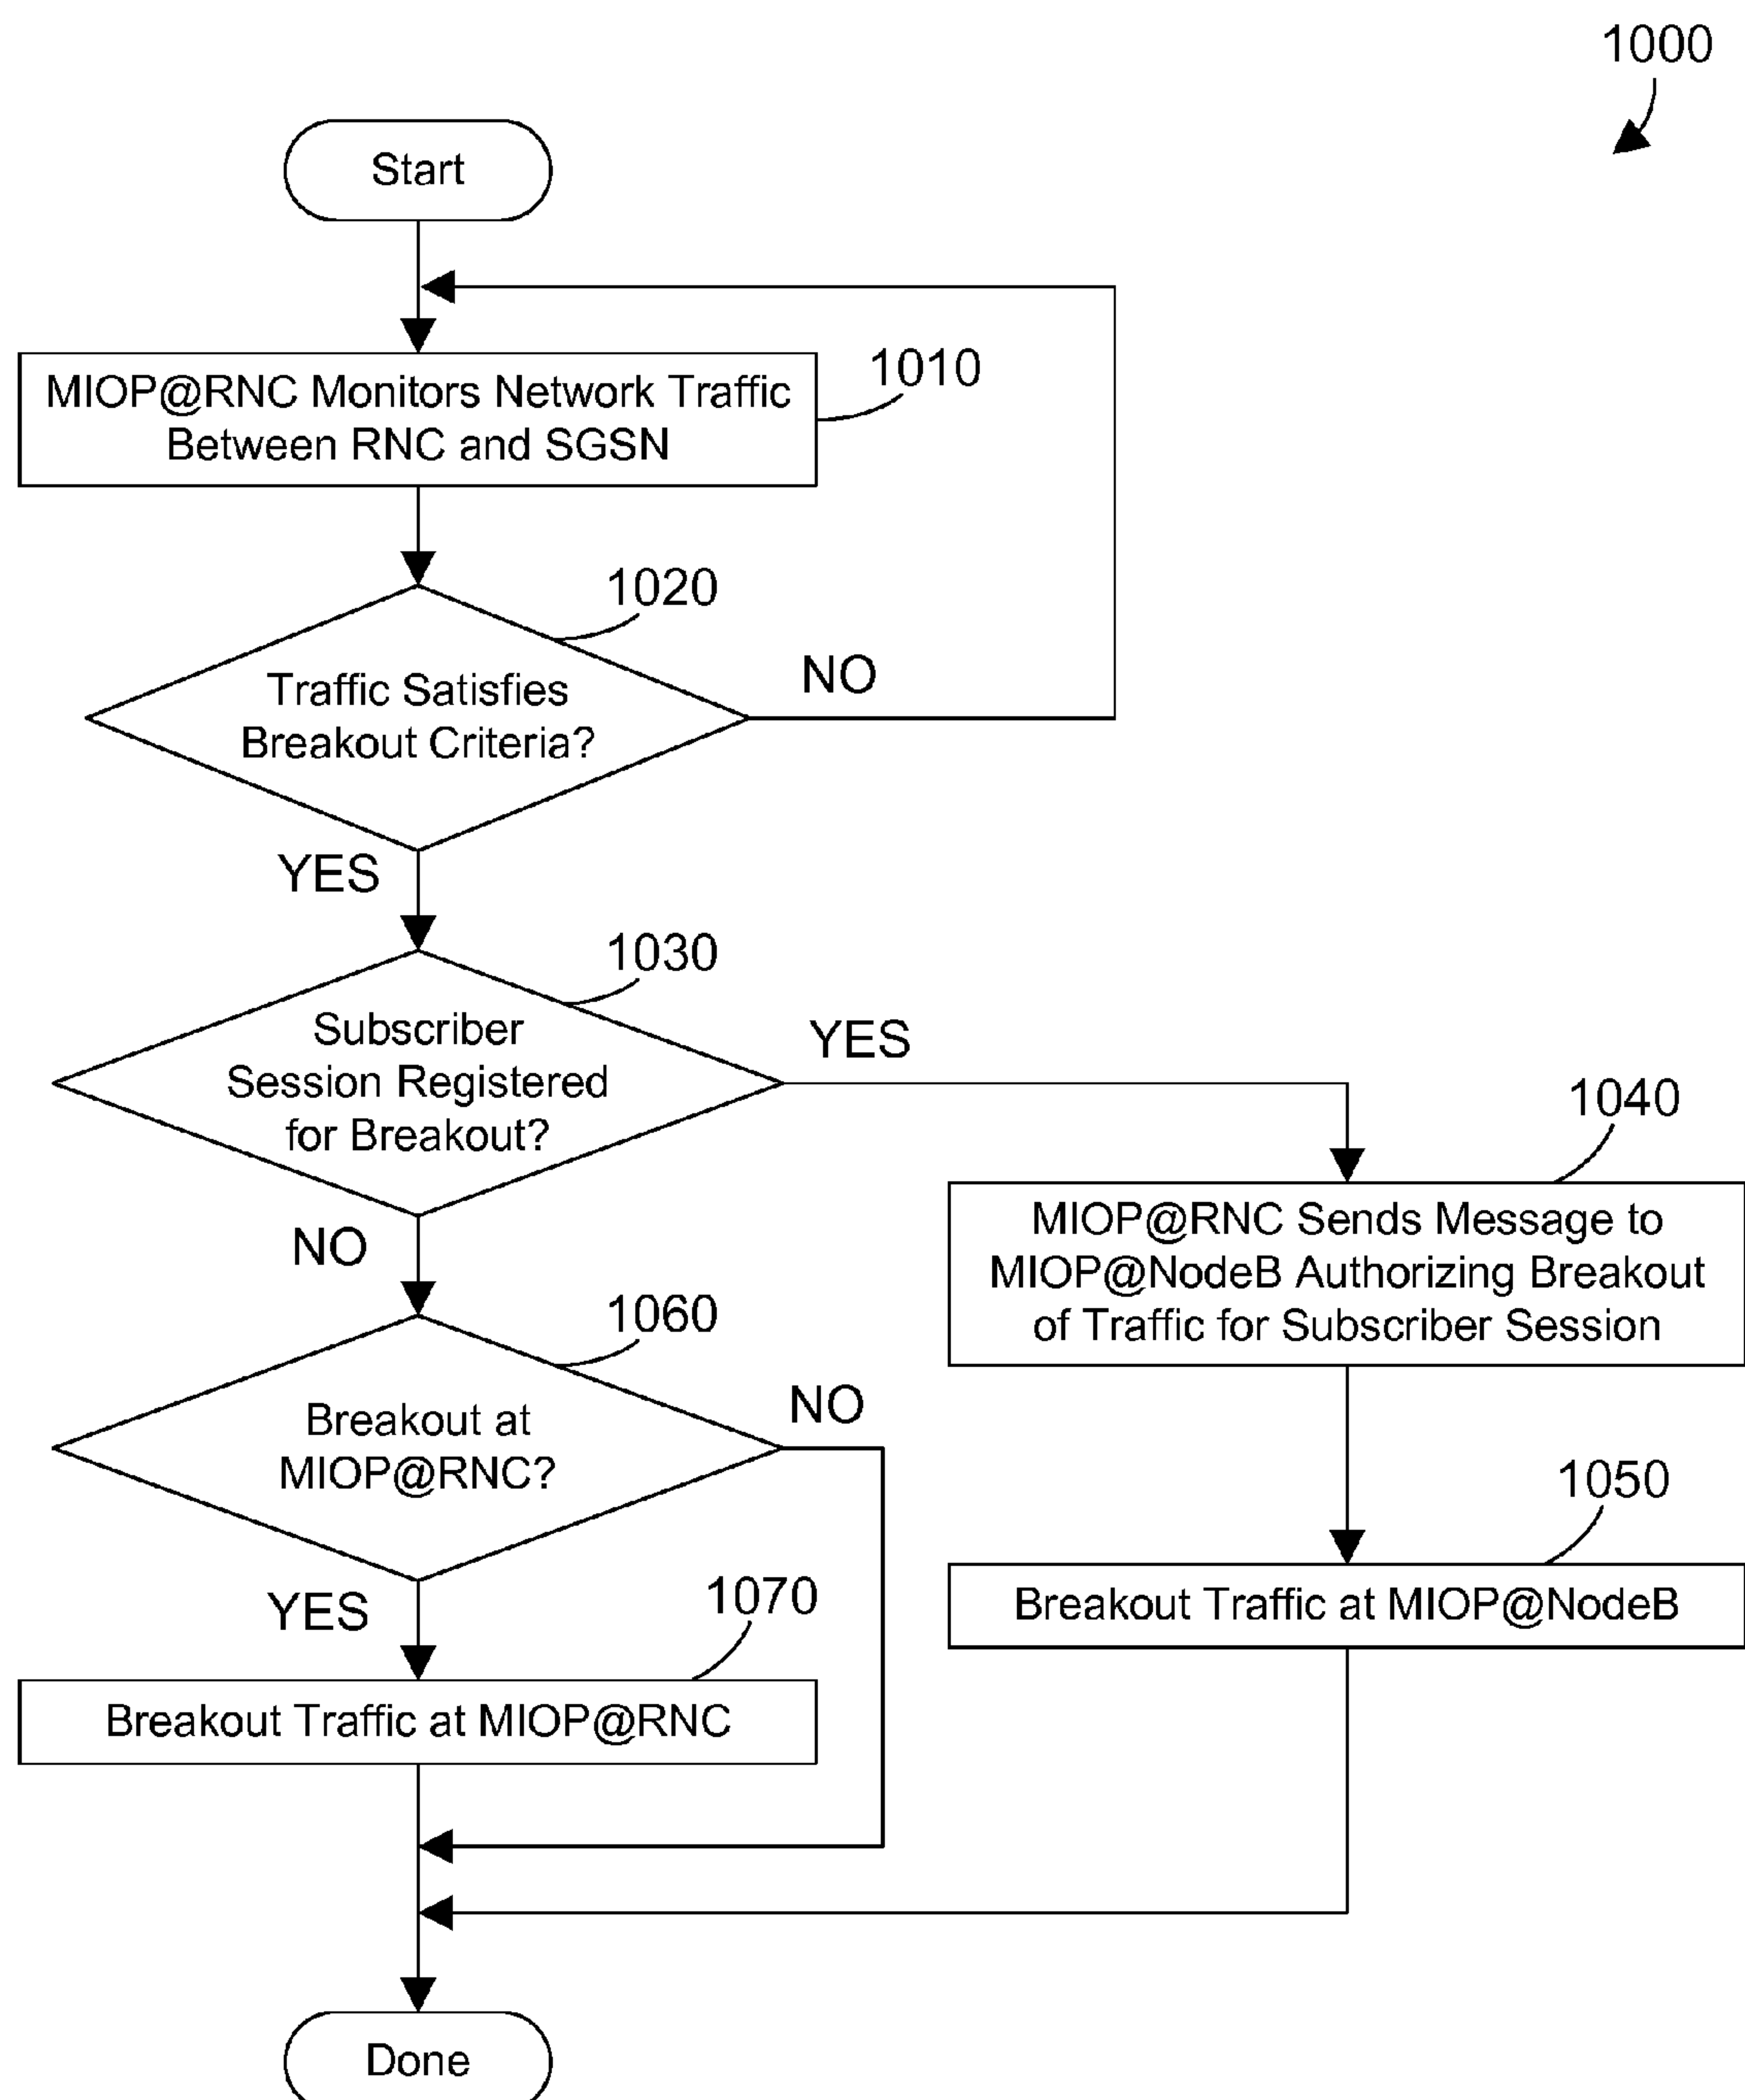 1000
Start
MIOP@RNC Monitors Network Traffic
Between RNC and SGSN
1010
1020
Traffic Satisfies
Breakout Criteria?
NO
YES
1030
Subscriber
Session Registered
for Breakout?
YES
NO
1040
MIOP@RNC Sends Message to
MIOP@NodeB Authorizing Breakout
of Traffic for Subscriber Session
1060
Breakout at
MIOP@RNC?
NO
YES
1050
Breakout Traffic at MIOP@NodeB
1070
Breakout Traffic at MIOP@RNC
Done